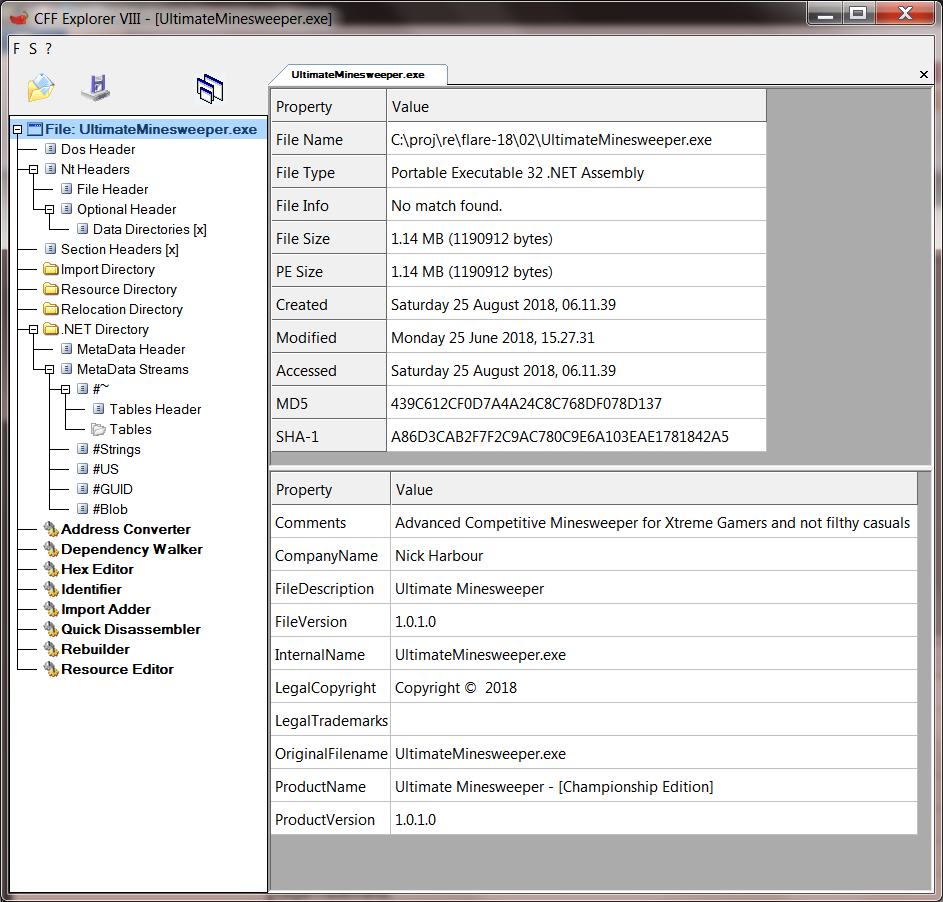 CFF Explorer VIII - [UltimateMinesweeper.exe]
F S ?
UltimateMinesweeper.exe
File: UltimateMinesweeper.exe
Dos Header
Nt Headers
File Header
Optional Header
Data Directories [x]
Section Headers [x]
Import Directory
Resource Directory
Relocation Directory
.NET Directory
MetaData Header
MetaData Streams
#~
Tables Header
Tables
#Strings
#US
#GUID
#Blob
Address Converter
Dependency Walker
Hex Editor
Identifier
Import Adder
Quick Disassembler
Rebuilder
Resource Editor
Property Value
File Name C:\proj\re\flare-18\02\UltimateMinesweeper.exe
File Type Portable Executable 32 .NET Assembly
File Info No match found.
File Size 1.14 MB (1190912 bytes)
PE Size 1.14 MB (1190912 bytes)
Created Saturday 25 August 2018, 06.11.39
Modified Monday 25 June 2018, 15.27.31
Accessed Saturday 25 August 2018, 06.11.39
MD5 439C612CF0D7A4A24C8C768DF078D137
SHA-1 A86D3CAB2F7F2C9AC780C9E6A103EAE1781842A5
Property Value
Comments Advanced Competitive Minesweeper for Xtreme Gamers and not filthy casuals
CompanyName Nick Harbour
FileDescription Ultimate Minesweeper
FileVersion 1.0.1.0
InternalName UltimateMinesweeper.exe
LegalCopyright Copyright © 2018
LegalTrademarks
OriginalFilename UltimateMinesweeper.exe
ProductName Ultimate Minesweeper - [Championship Edition]
ProductVersion 1.0.1.0